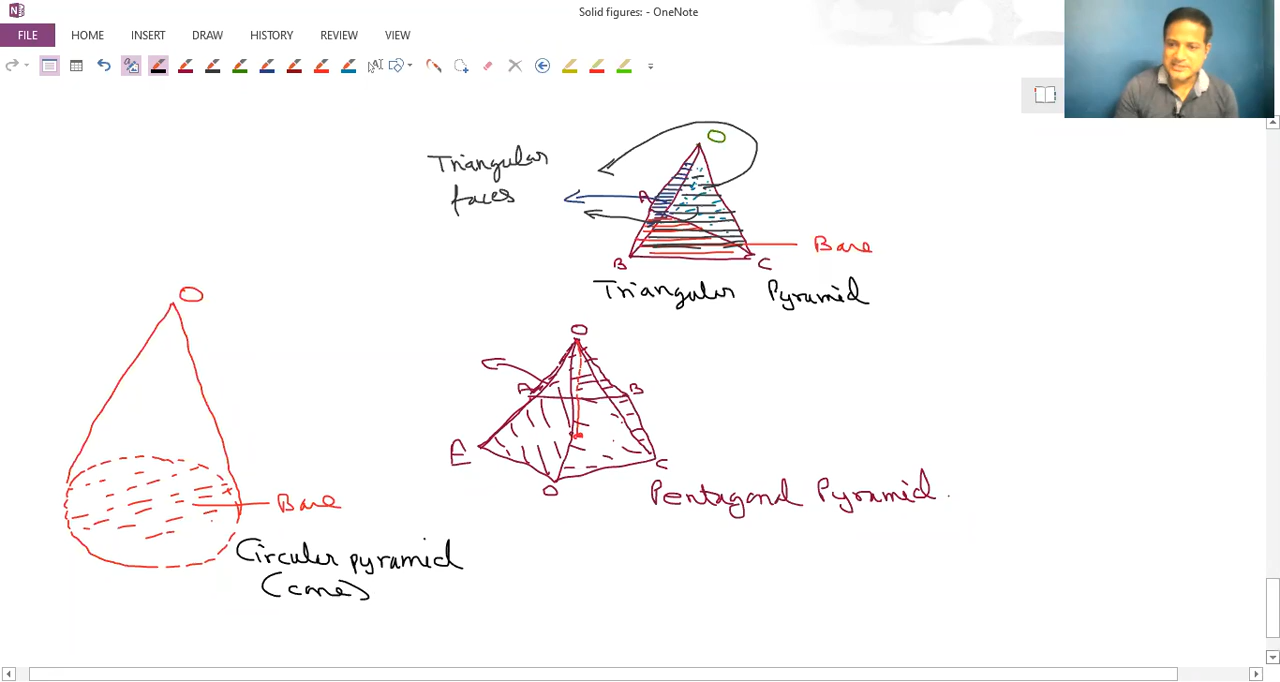 Solid figures: - OneNote
FILE HOME INSERT DRAW HISTORY REVIEW VIEW
O
Triangular
faces
A
Base
B C
Triangular Pyramid
O
O
A B
E
C
O
Pentagonal Pyramid
Base
Circular pyramid
(cone)